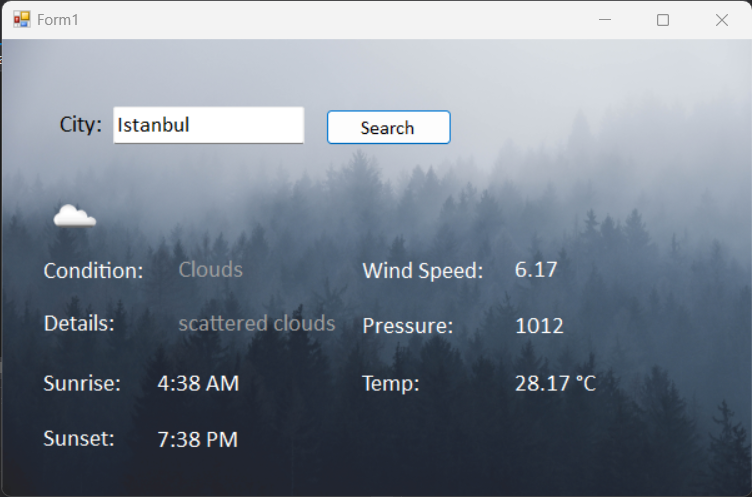 Form1
City: Istanbul Search
Condition: Clouds Wind Speed: 6.17
Details: scattered clouds Pressure: 1012
Sunrise: 4:38 AM Temp: 28.17 °C
Sunset: 7:38 PM